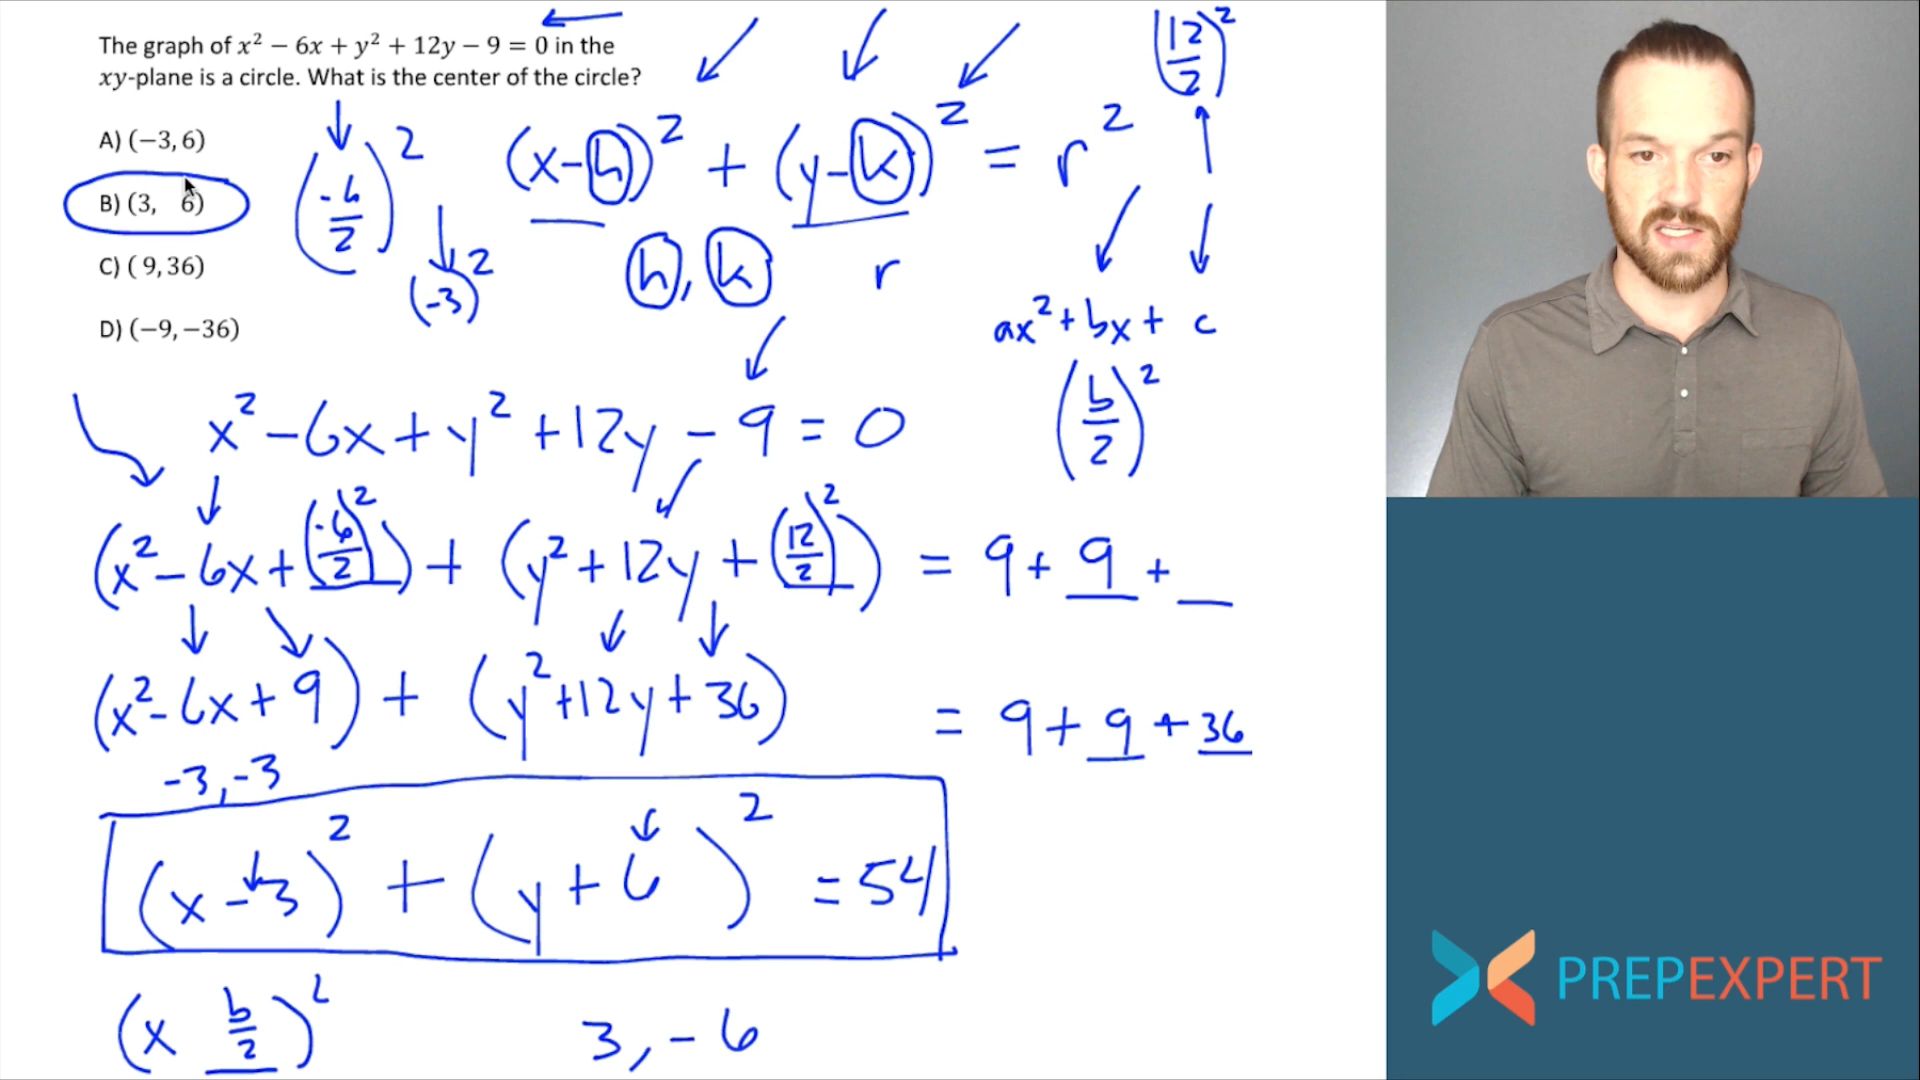 The graph of x² − 6x + y² + 12y − 9 = 0 in the
xy-plane is a circle. What is the center of the circle?
A) (−3, 6)
B) (3,   6)
C) ( 9, 36)
D) (−9, −36)
(12/2)²
(-6/2)²
(-3)²
(x-h)² + (y-k)² = r²
h, k   r
ax² + bx + c
(b/2)²
x² - 6x + y² + 12y - 9 = 0
(x² - 6x + (-6/2)²) + (y² + 12y + (12/2)²) = 9 + 9 + __
(x² - 6x + 9) + (y² + 12y + 36) = 9 + 9 + 36
-3, -3
(x - 3)² + (y + 6)² = 54
(x b/2)²
3, -6
PREPEXPERT